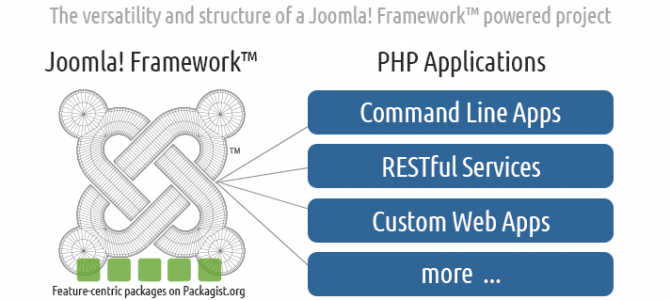 The versatility and structure of a Joomla! Framework™ powered project
Joomla! Framework™
PHP Applications
™
Command Line Apps
RESTful Services
Custom Web Apps
more ...
Feature-centric packages on Packagist.org